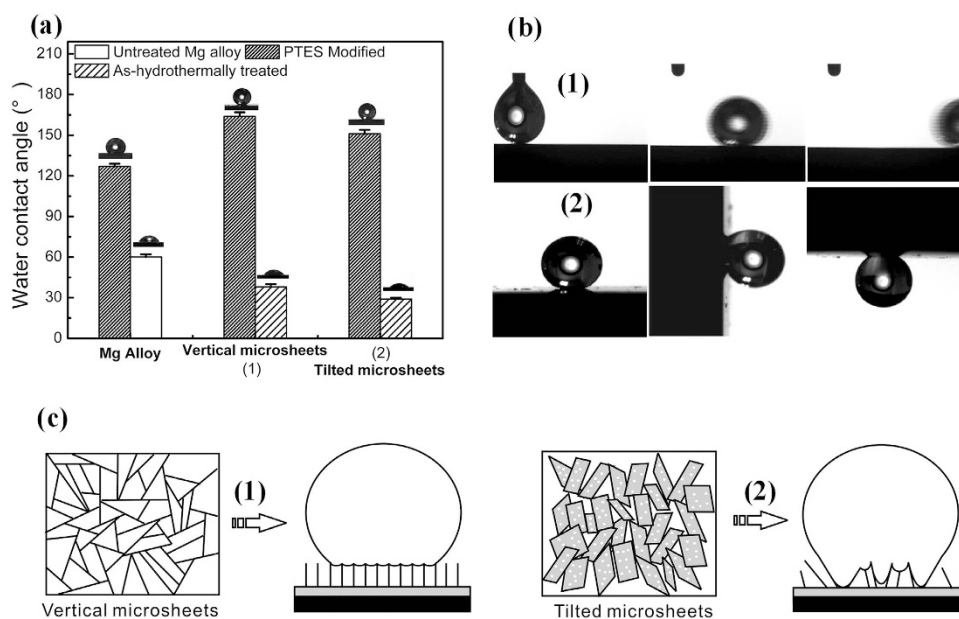 (a)
210
180
150
120
90
60
30
0
Water contact angle (°)
Untreated Mg alloy
PTES Modified
As-hydrothermally treated
Mg Alloy
Vertical microsheets
(1)
(2)
Tilted microsheets
(b)
(1)
(2)
(c)
(1)
Vertical microsheets
(2)
Tilted microsheets